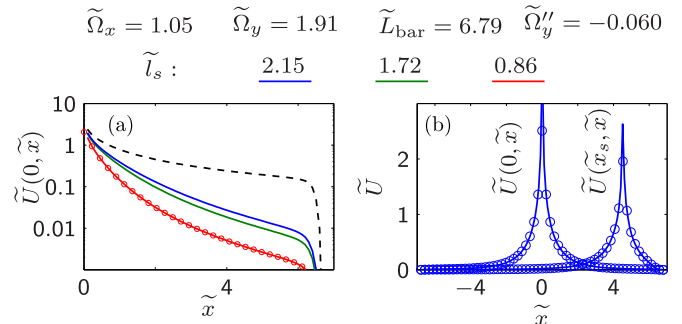 Ω̃ₓ = 1.05 Ω̃ᵧ = 1.91 L̃_bar = 6.79 Ω̃″ᵧ = −0.060
l̃ₛ : 2.15 1.72 0.86
(a)
Ũ(0, x̃)
10
1
0.1
0.01
0 4
x̃
(b)
Ũ
2
1
0
Ũ(0, x̃)
Ũ(x̃ₛ, x̃)
−4 0 4
x̃